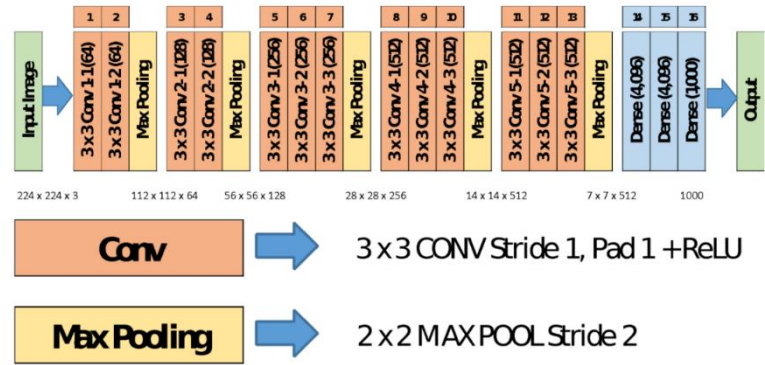 1 2 3 4 5 6 7 8 9 10 11 12 13 14 15 16
Input Image
3 x 3 Conv 1-1(64)
3 x 3 Conv 1-2 (64)
Max Pooling
3 x 3 Conv 2-1(128)
3 x 3 Conv 2-2 (128)
Max Pooling
3 x 3 Conv 3-1(256)
3 x 3 Conv 3-2 (256)
3 x 3 Conv 3-3 (256)
Max Pooling
3 x 3 Conv 4-1(512)
3 x 3 Conv 4-2 (512)
3 x 3 Conv 4-3 (512)
Max Pooling
3 x 3 Conv 5-1(512)
3 x 3 Conv 5-2 (512)
3 x 3 Conv 5-3 (512)
Max Pooling
Dense (4,096)
Dense (4,096)
Dense (1,000)
Output
224 x 224 x 3 112 x 112 x 64 56 x 56 x 128 28 x 28 x 256 14 x 14 x 512 7 x 7 x 512 1000
Conv 3 x 3 CONV Stride 1, Pad 1 + ReLU
Max Pooling 2 x 2 MAX POOL Stride 2